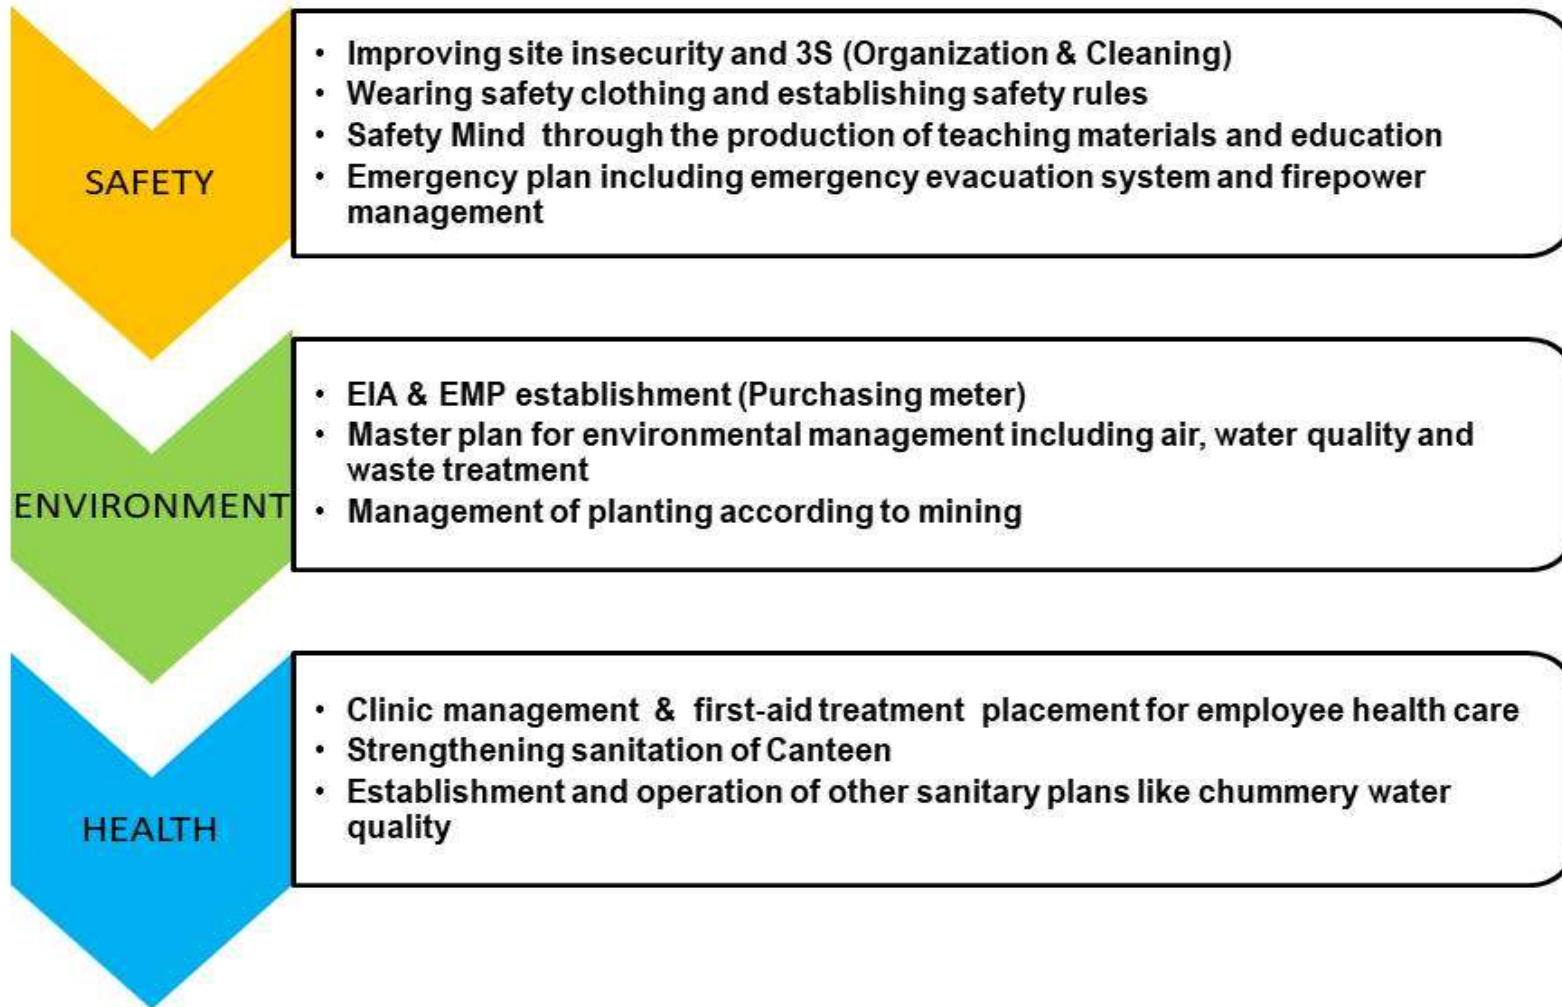 SAFETY
• Improving site insecurity and 3S (Organization & Cleaning)
• Wearing safety clothing and establishing safety rules
• Safety Mind through the production of teaching materials and education
• Emergency plan including emergency evacuation system and firepower
management
ENVIRONMENT
• EIA & EMP establishment (Purchasing meter)
• Master plan for environmental management including air, water quality and
waste treatment
• Management of planting according to mining
HEALTH
• Clinic management & first-aid treatment placement for employee health care
• Strengthening sanitation of Canteen
• Establishment and operation of other sanitary plans like chummery water
quality